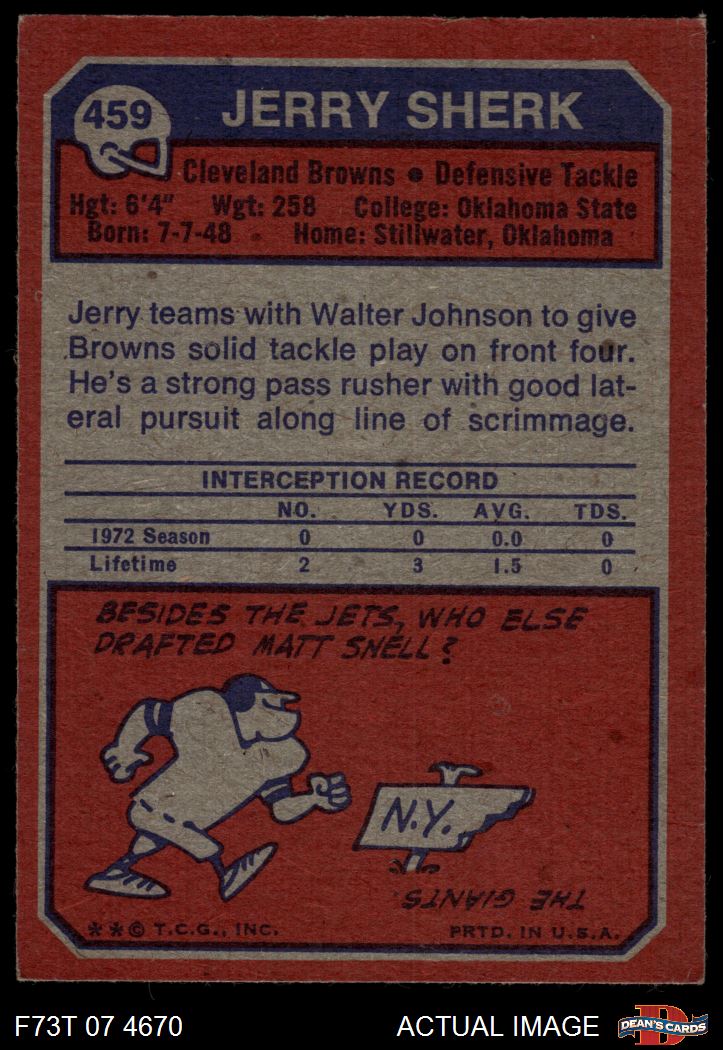 459
JERRY SHERK
Cleveland Browns • Defensive Tackle
Hgt: 6'4" Wgt: 258 College: Oklahoma State
Born: 7-7-48 Home: Stillwater, Oklahoma
Jerry teams with Walter Johnson to give
Browns solid tackle play on front four.
He's a strong pass rusher with good lat-
eral pursuit along line of scrimmage.
INTERCEPTION RECORD
NO. YDS. AVG. TDS.
1972 Season 0 0 0.0 0
Lifetime 2 3 1.5 0
BESIDES THE JETS, WHO ELSE
DRAFTED MATT SNELL?
N.Y.
THE GIANTS
**© T.C.G., INC. PRTD. IN U.S.A.
F73T 07 4670 ACTUAL IMAGE
D
DEAN'S CARDS